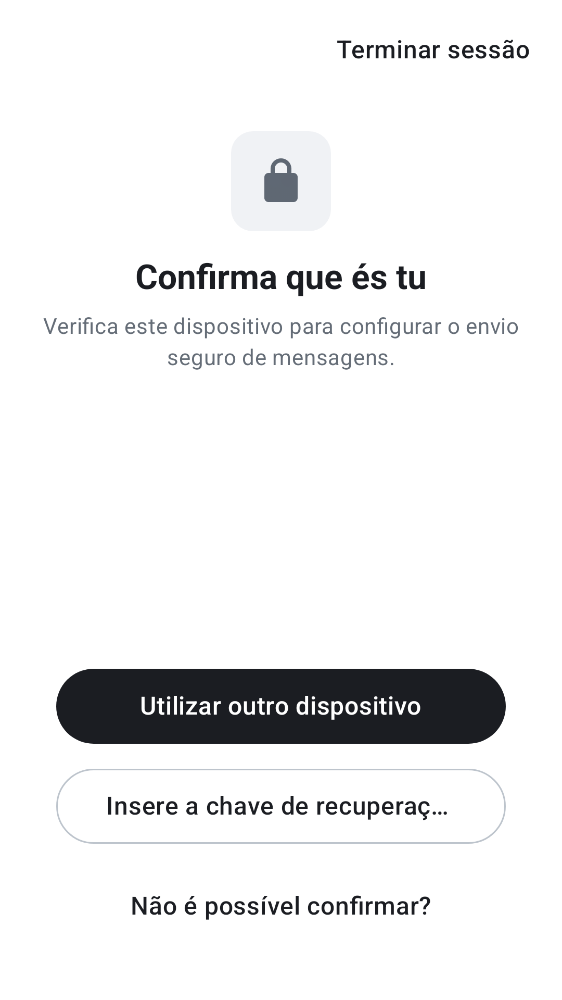 Terminar sessão
Confirma que és tu
Verifica este dispositivo para configurar o envio
seguro de mensagens.
Utilizar outro dispositivo
Insere a chave de recuperaç...
Não é possível confirmar?